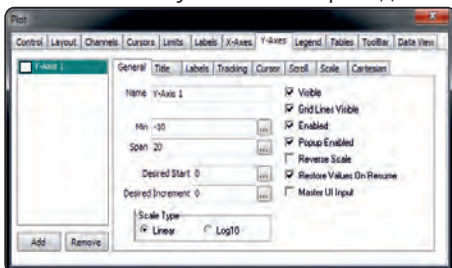 Plot
Control Layout Channels Cursors Limits Labels X-Axes Y-Axes Legend Tables ToolBar Data View
Y-Axis 1
General Title Labels Tracking Cursor Scroll Scale Cartesian
Name Y-Axis 1
Visible
Grid Lines Visible
Min -10
Enabled
Span 20
Popup Enabled
Reverse Scale
Desired Start 0
Restore Values On Resume
Desired Increment 0
Master UI Input
Scale Type
Linear Log10
Add Remove